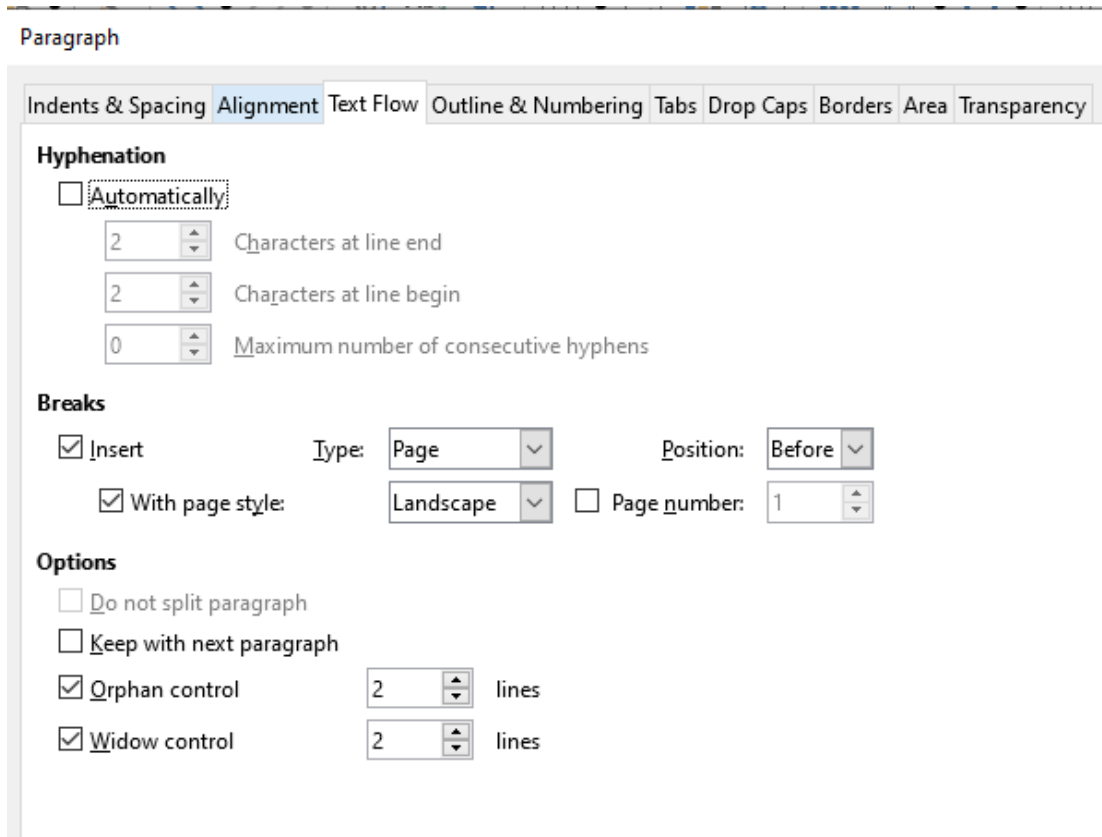 Paragraph
Indents & Spacing Alignment Text Flow Outline & Numbering Tabs Drop Caps Borders Area Transparency
Hyphenation
Automatically
2 Characters at line end
2 Characters at line begin
0 Maximum number of consecutive hyphens
Breaks
Insert Type: Page Position: Before
With page style: Landscape Page number: 1
Options
Do not split paragraph
Keep with next paragraph
Orphan control 2 lines
Widow control 2 lines